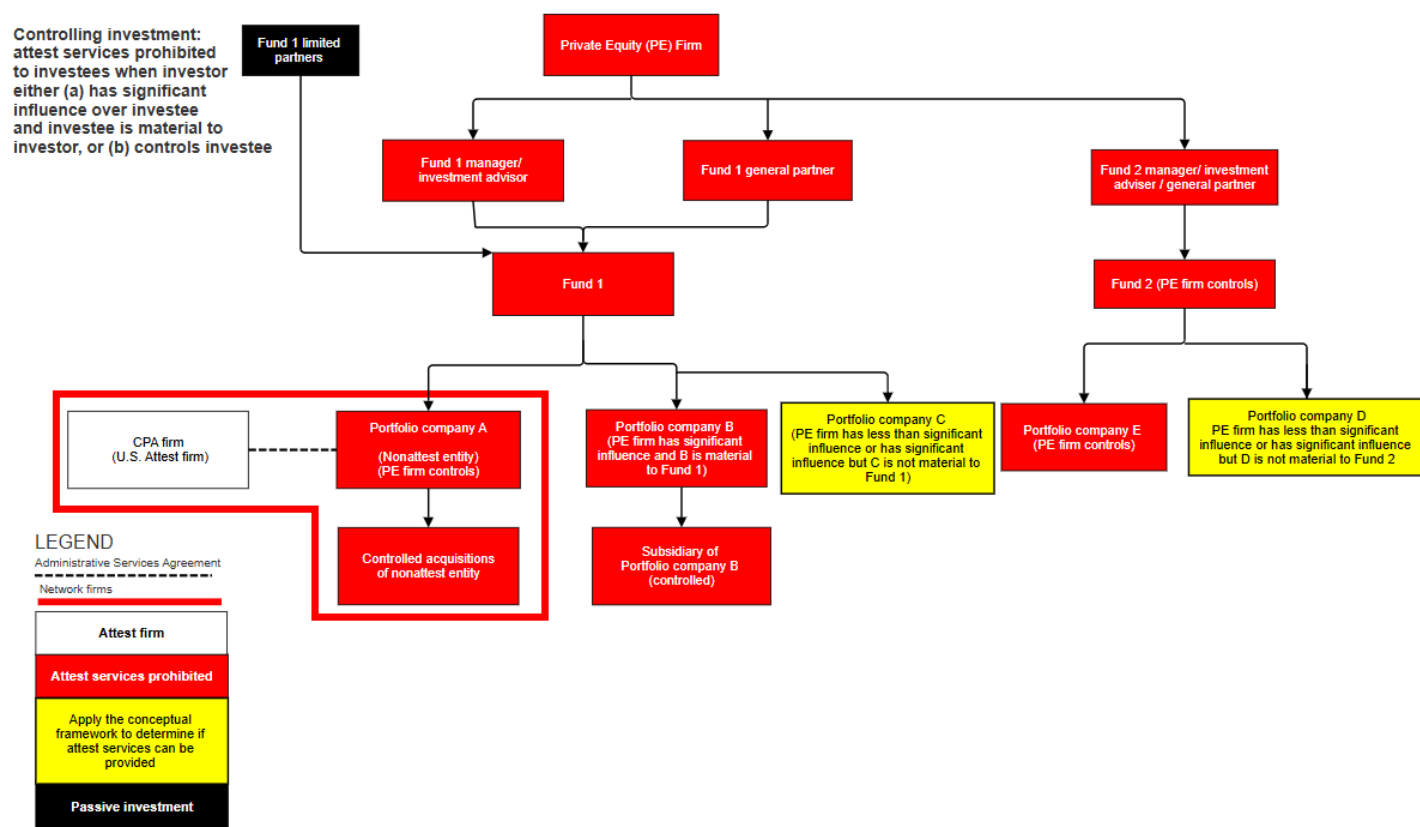 Controlling investment:
attest services prohibited
to investees when investor
either (a) has significant
influence over investee
and investee is material to
investor, or (b) controls investee
Fund 1 limited
partners
Private Equity (PE) Firm
Fund 1 manager/
investment advisor
Fund 1 general partner
Fund 2 manager/ investment
adviser / general partner
Fund 1
Fund 2 (PE firm controls)
CPA firm
(U.S. Attest firm)
Portfolio company A
(Nonattest entity)
(PE firm controls)
Portfolio company B
(PE firm has significant
influence and B is material
to Fund 1)
Portfolio company C
(PE firm has less than significant
influence or has significant
influence but C is not material to
Fund 1)
Portfolio company E
(PE firm controls)
Portfolio company D
PE firm has less than significant
influence or has significant influence
but D is not material to Fund 2
Controlled acquisitions
of nonattest entity
Subsidiary of
Portfolio company B
(controlled)
LEGEND
Administrative Services Agreement
Network firms
Attest firm
Attest services prohibited
Apply the conceptual
framework to determine if
attest services can be
provided
Passive investment